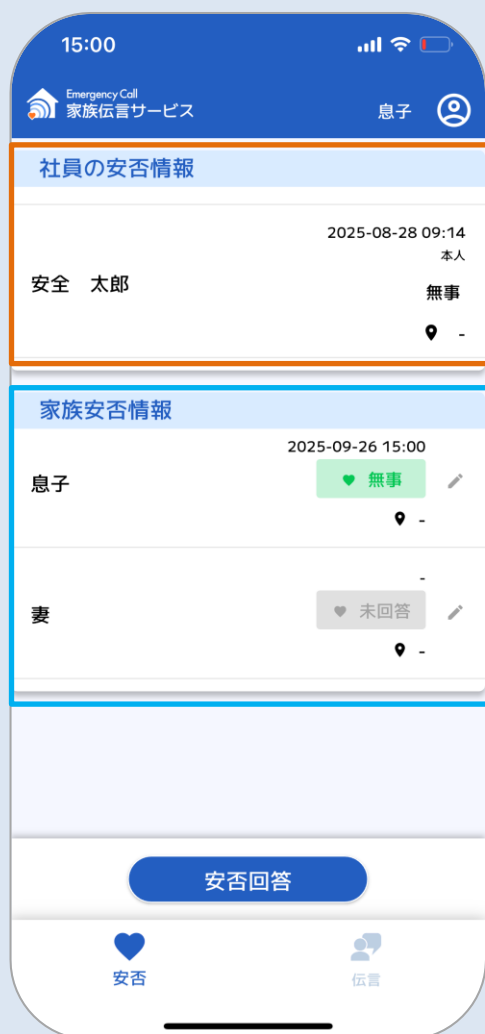 15:00
Emergency Call
家族伝言サービス
息子
社員の安否情報
2025-08-28 09:14
本人
安全　太郎
無事
-
家族安否情報
2025-09-26 15:00
息子
無事
-
-
妻
未回答
-
安否回答
安否
伝言